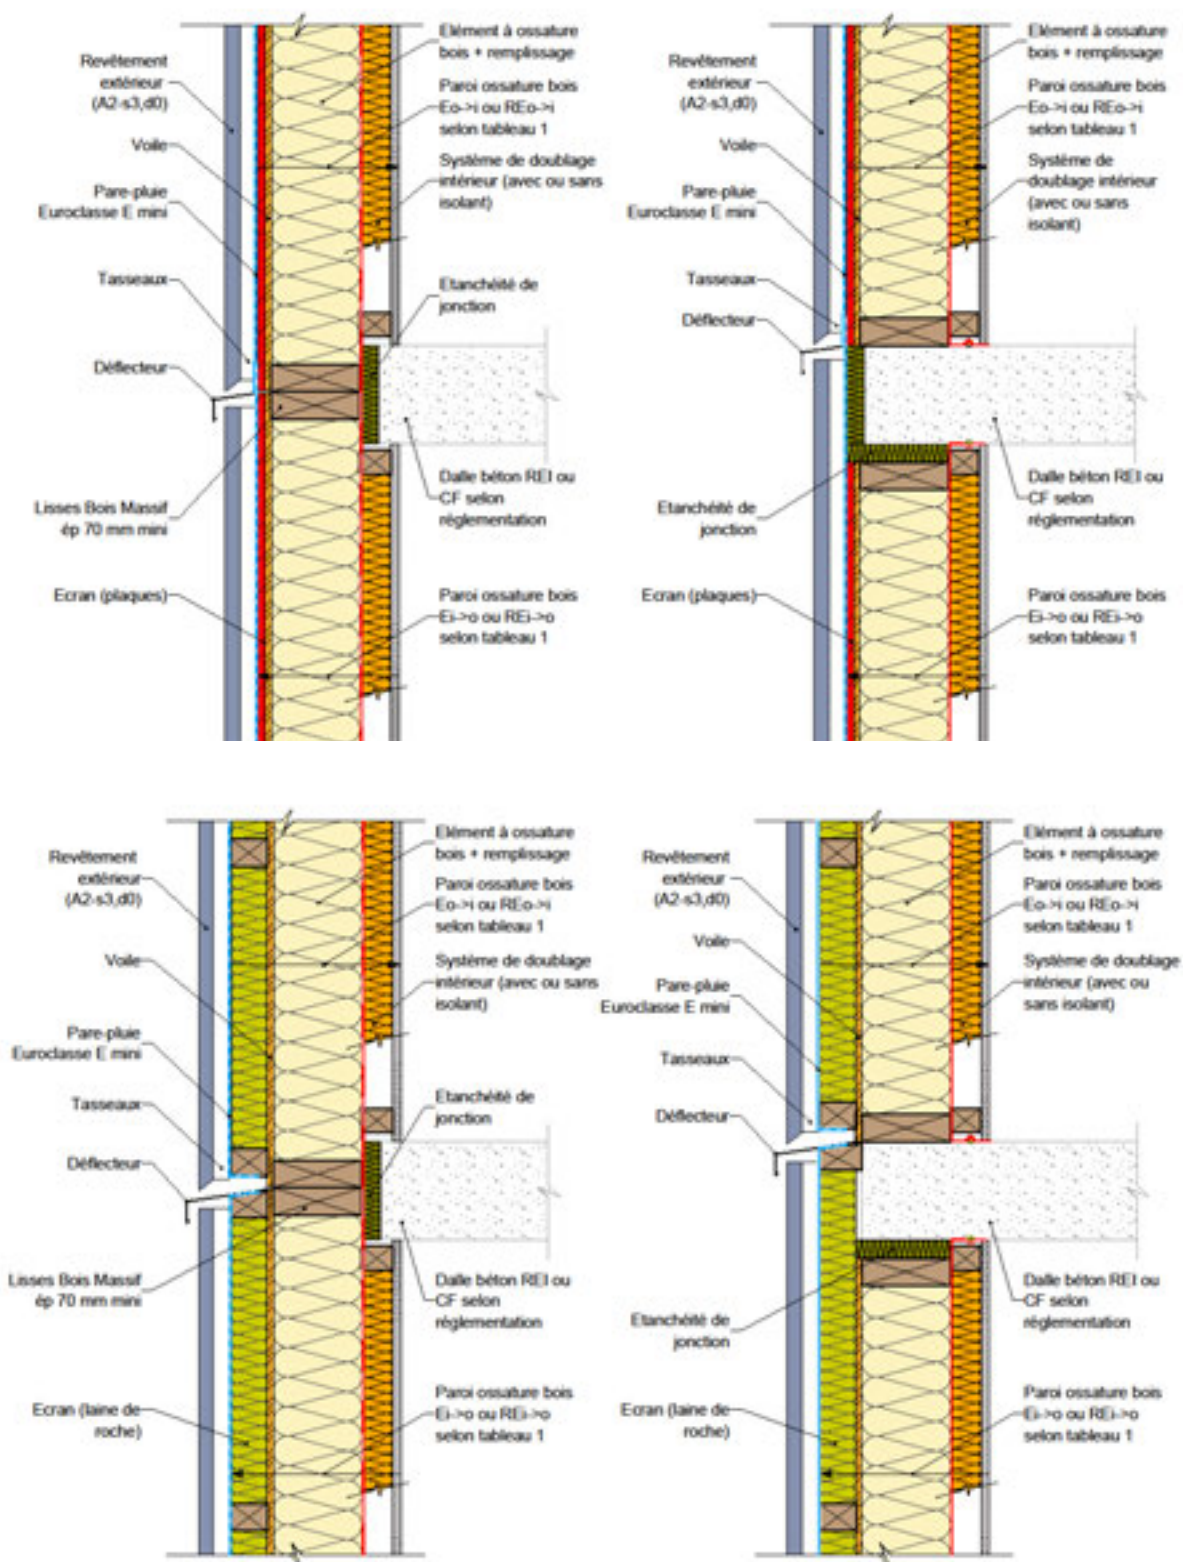 Revêtement
extérieur
(A2-s3,d0)
Voile
Pare-pluie
Euroclasse E mini
Tasseaux
Déflecteur
Lisses Bois Massif
ép 70 mm mini
Ecran (plaques)
Elément à ossature
bois + remplissage
Paroi ossature bois
Eo->i ou REo->i
selon tableau 1
Système de doublage
intérieur (avec ou sans
isolant)
Etanchéité de
jonction
Dalle béton REI ou
CF selon
réglementation
Paroi ossature bois
Ei->o ou REi->o
selon tableau 1
Revêtement
extérieur
(A2-s3,d0)
Voile
Pare-pluie
Euroclasse E mini
Tasseaux
Déflecteur
Etanchéité de
jonction
Ecran (plaques)
Elément à ossature
bois + remplissage
Paroi ossature bois
Eo->i ou REo->i
selon tableau 1
Système de
doublage intérieur
(avec ou sans
isolant)
Dalle béton REI ou
CF selon
réglementation
Paroi ossature bois
Ei->o ou REi->o
selon tableau 1
Revêtement
extérieur
(A2-s3,d0)
Voile
Pare-pluie
Euroclasse E mini
Tasseaux
Déflecteur
Lisses Bois Massif
ép 70 mm mini
Ecran (laine de
roche)
Elément à ossature
bois + remplissage
Paroi ossature bois
Eo->i ou REo->i
selon tableau 1
Système de doublage
intérieur (avec ou sans
isolant)
Etanchéité de
jonction
Dalle béton REI ou
CF selon
réglementation
Paroi ossature bois
Ei->o ou REi->o
selon tableau 1
Revêtement
extérieur
(A2-s3,d0)
Voile
Pare-pluie
Euroclasse E mini
Tasseaux
Déflecteur
Etanchéité de
jonction
Ecran (laine de
roche)
Elément à ossature
bois + remplissage
Paroi ossature bois
Eo->i ou REo->i
selon tableau 1
Système de doublage
intérieur (avec ou
sans isolant)
Dalle béton REI ou
CF selon
réglementation
Paroi ossature bois
Ei->o ou REi->o
selon tableau 1